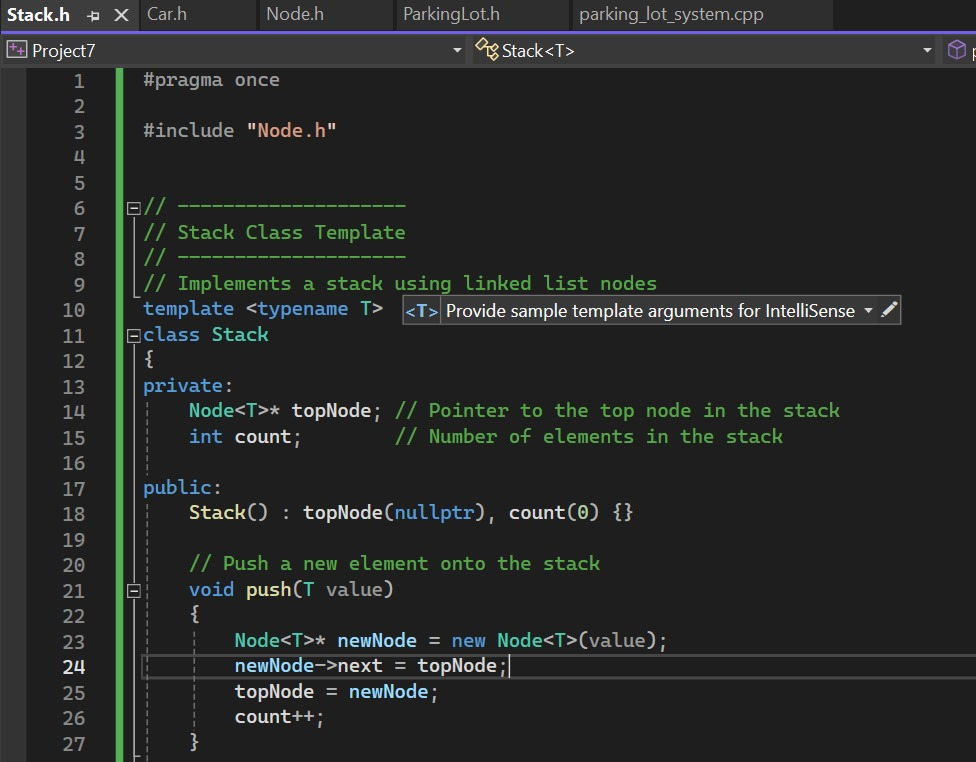 Stack.h Car.h Node.h ParkingLot.h parking_lot_system.cpp
Project7 Stack<T>
1 #pragma once
2
3 #include "Node.h"
4
5
6 // --------------------
7 // Stack Class Template
8 // --------------------
9 // Implements a stack using linked list nodes
10 template <typename T> <T> Provide sample template arguments for IntelliSense
11 class Stack
12 {
13 private:
14     Node<T>* topNode; // Pointer to the top node in the stack
15     int count;        // Number of elements in the stack
16
17 public:
18     Stack() : topNode(nullptr), count(0) {}
19
20     // Push a new element onto the stack
21     void push(T value)
22     {
23         Node<T>* newNode = new Node<T>(value);
24         newNode->next = topNode;
25         topNode = newNode;
26         count++;
27     }